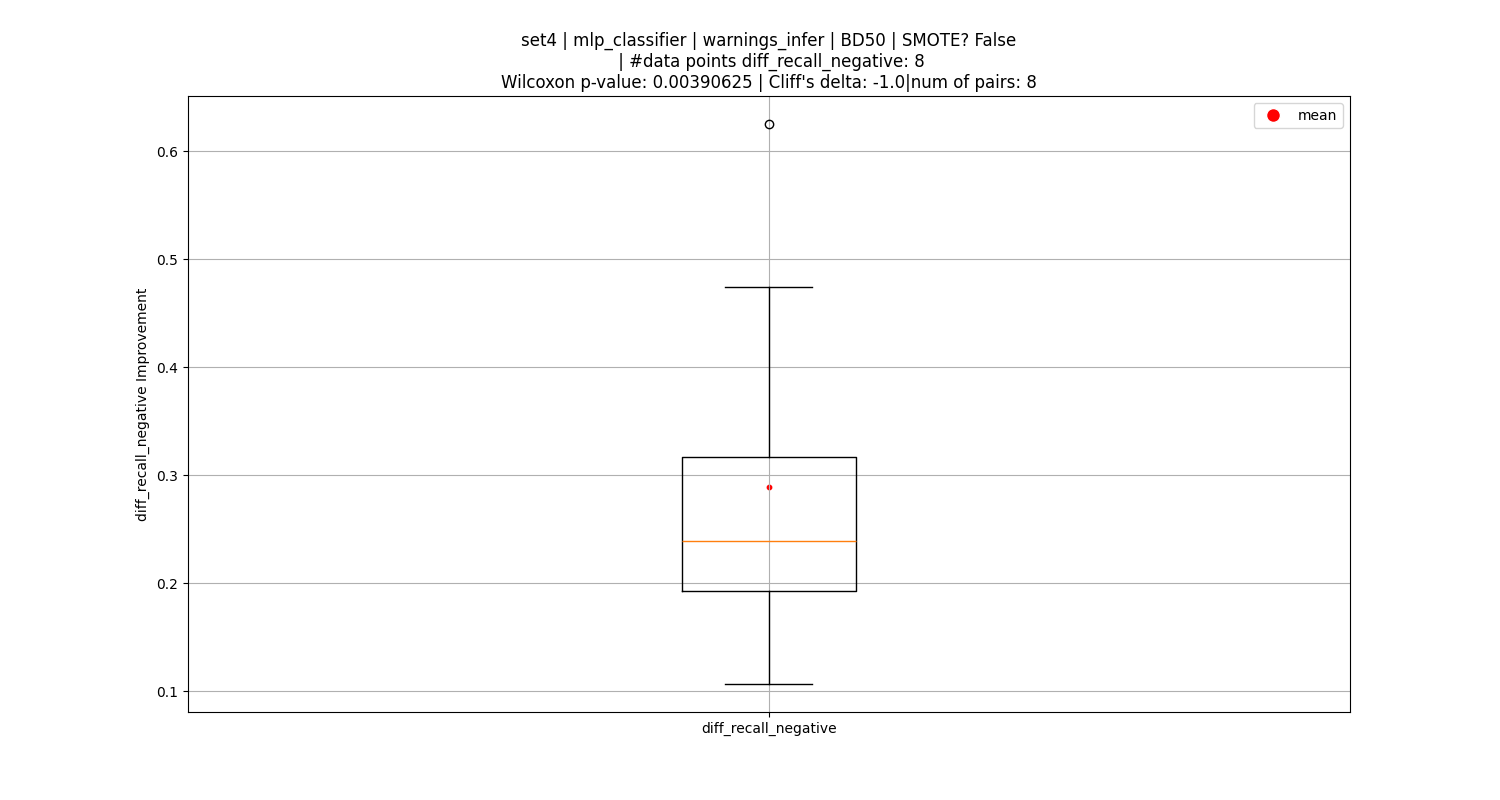 set4 | mlp_classifier | warnings_infer | BD50 | SMOTE? False
| #data points diff_recall_negative: 8
Wilcoxon p-value: 0.00390625 | Cliff's delta: -1.0|num of pairs: 8
mean
0.6
0.5
0.4
0.3
0.2
0.1
diff_recall_negative Improvement
diff_recall_negative